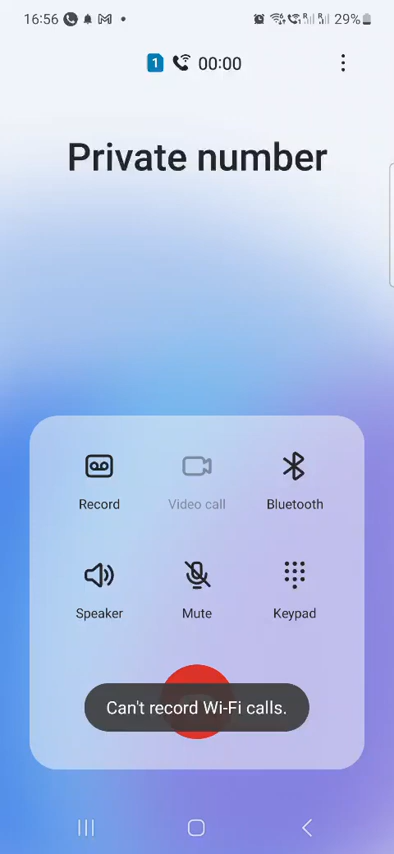 16:56 29%
1 00:00
Private number
Record Video call Bluetooth
Speaker Mute Keypad
Can't record Wi-Fi calls.